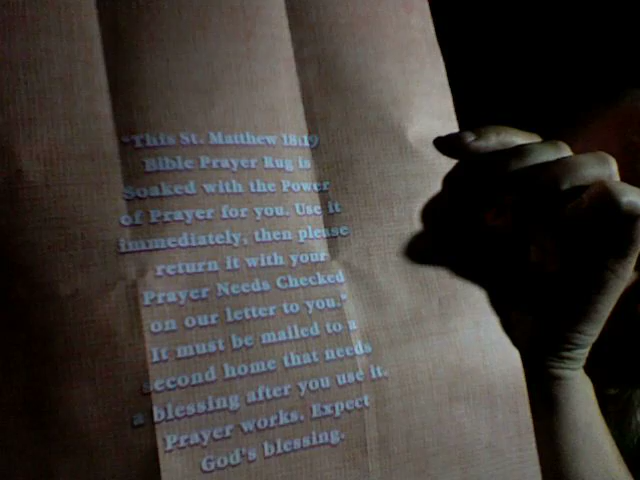 "This St. Matthew 18:19
Bible Prayer Rug is
Soaked with the Power
of Prayer for you. Use it
immediately, then please
return it with your
Prayer Needs Checked
on our letter to you."
It must be mailed to a
second home that needs
a blessing after you use it.
Prayer works. Expect
God's blessing.